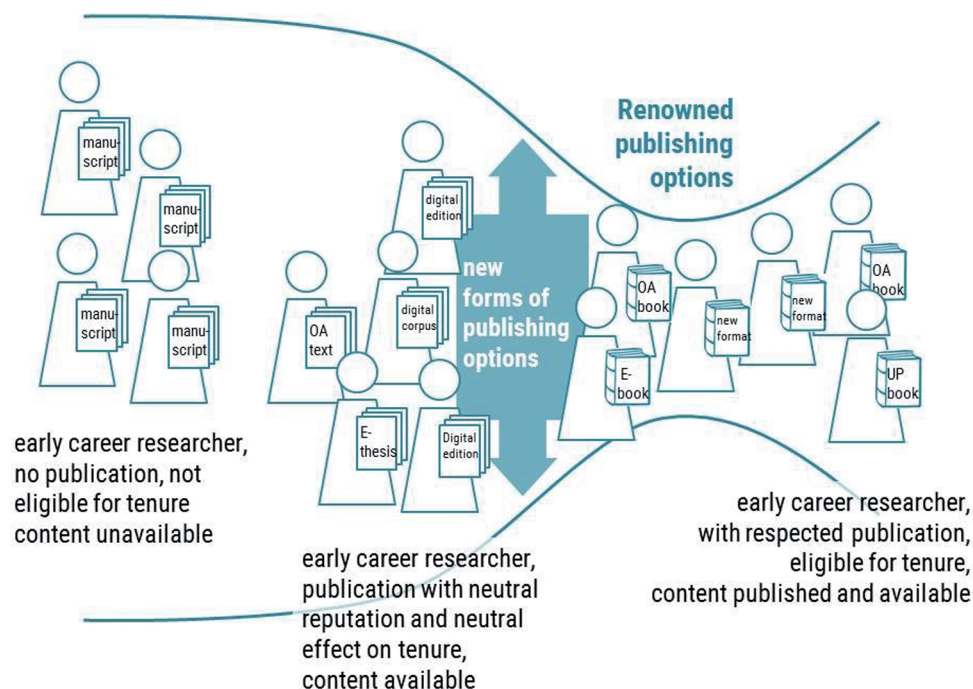 manu-
script
manu-
script
manu-
script
manu-
script
early career researcher,
no publication, not
eligible for tenure
content unavailable
digital
edition
digital
corpus
OA
text
E-
thesis
Digital
edition
early career researcher,
publication with neutral
reputation and neutral
effect on tenure,
content available
new
forms of
publishing
options
Renowned
publishing
options
OA
book
new
format
new
format
OA
book
E-
book
UP
book
early career researcher,
with respected publication,
eligible for tenure,
content published and available